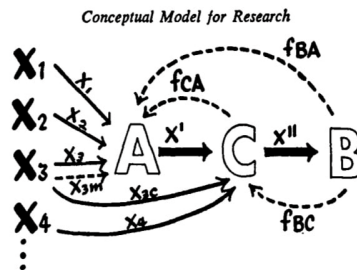 Conceptual Model for Research
X1
x1
fBA
fCA
X2
x2
A
x'
C
x''
B
X3
x3
x3m
x3c
X4
x4
fBC